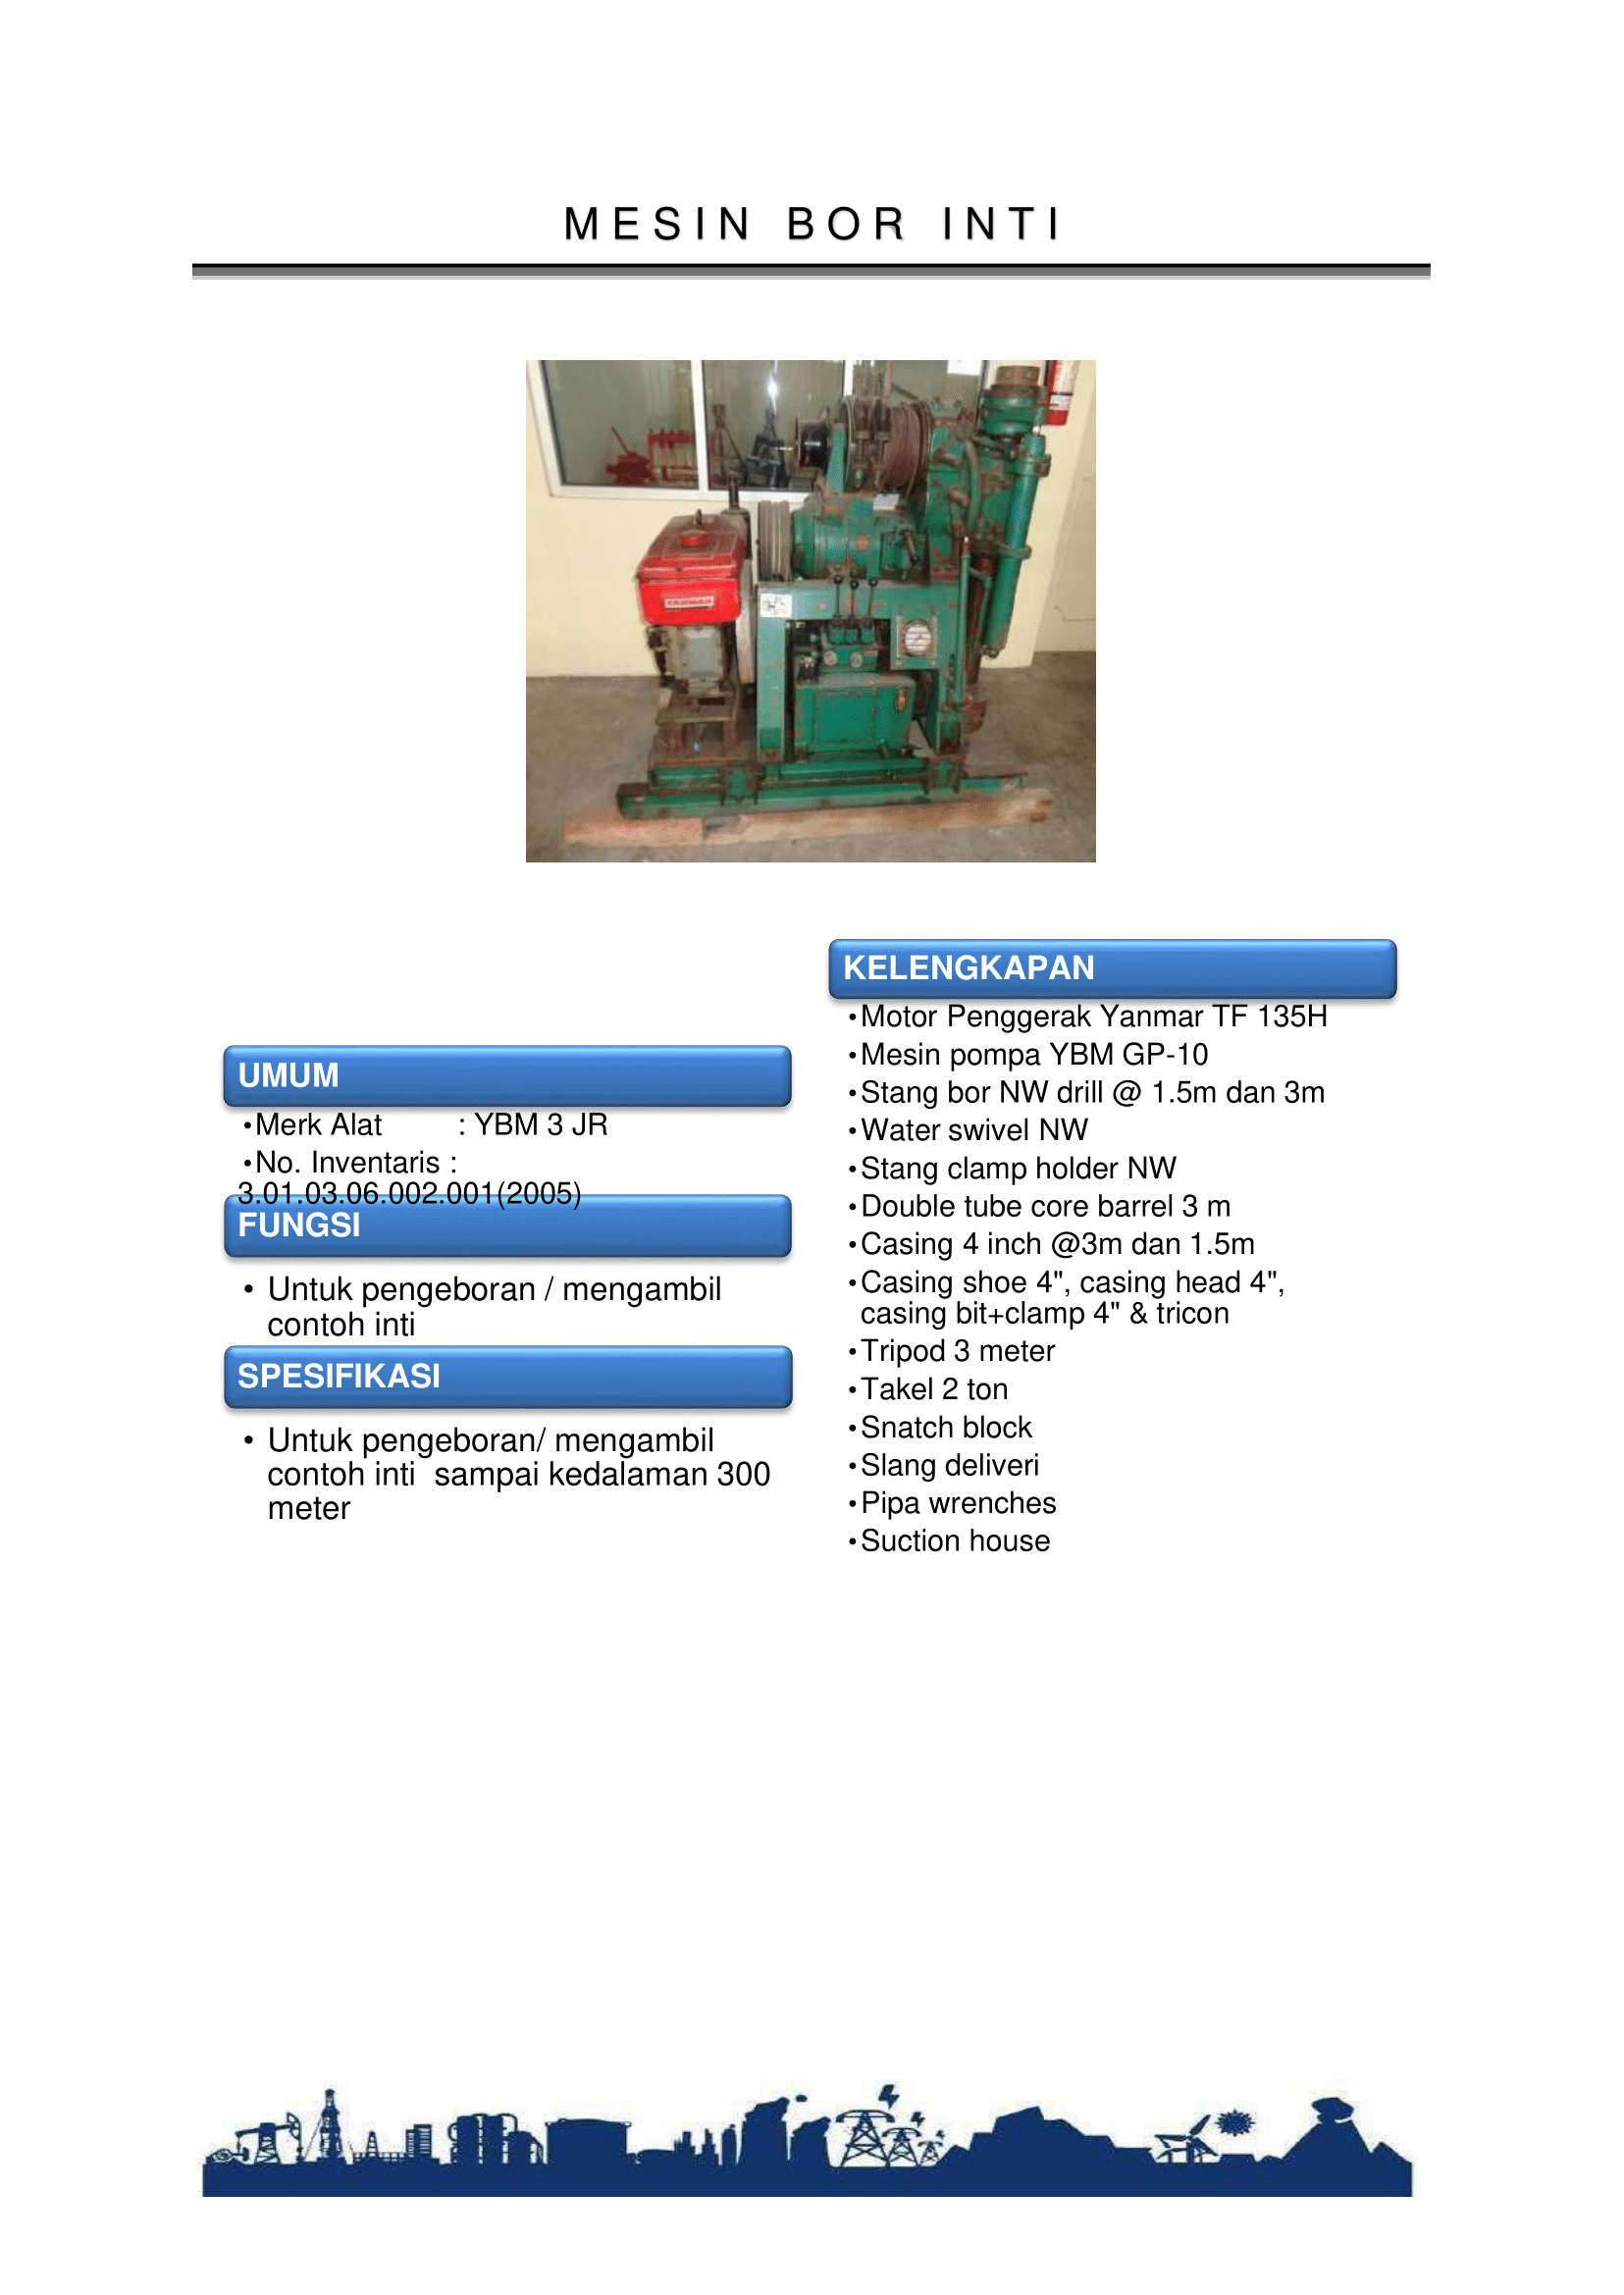 MESIN BOR INTI
YANMAR
UMUM
•Merk Alat : YBM 3 JR
•No. Inventaris :
3.01.03.06.002.001(2005)
FUNGSI
• Untuk pengeboran / mengambil
contoh inti
SPESIFIKASI
• Untuk pengeboran/ mengambil
contoh inti sampai kedalaman 300
meter
KELENGKAPAN
•Motor Penggerak Yanmar TF 135H
•Mesin pompa YBM GP-10
•Stang bor NW drill @ 1.5m dan 3m
•Water swivel NW
•Stang clamp holder NW
•Double tube core barrel 3 m
•Casing 4 inch @3m dan 1.5m
•Casing shoe 4", casing head 4",
casing bit+clamp 4" & tricon
•Tripod 3 meter
•Takel 2 ton
•Snatch block
•Slang deliveri
•Pipa wrenches
•Suction house